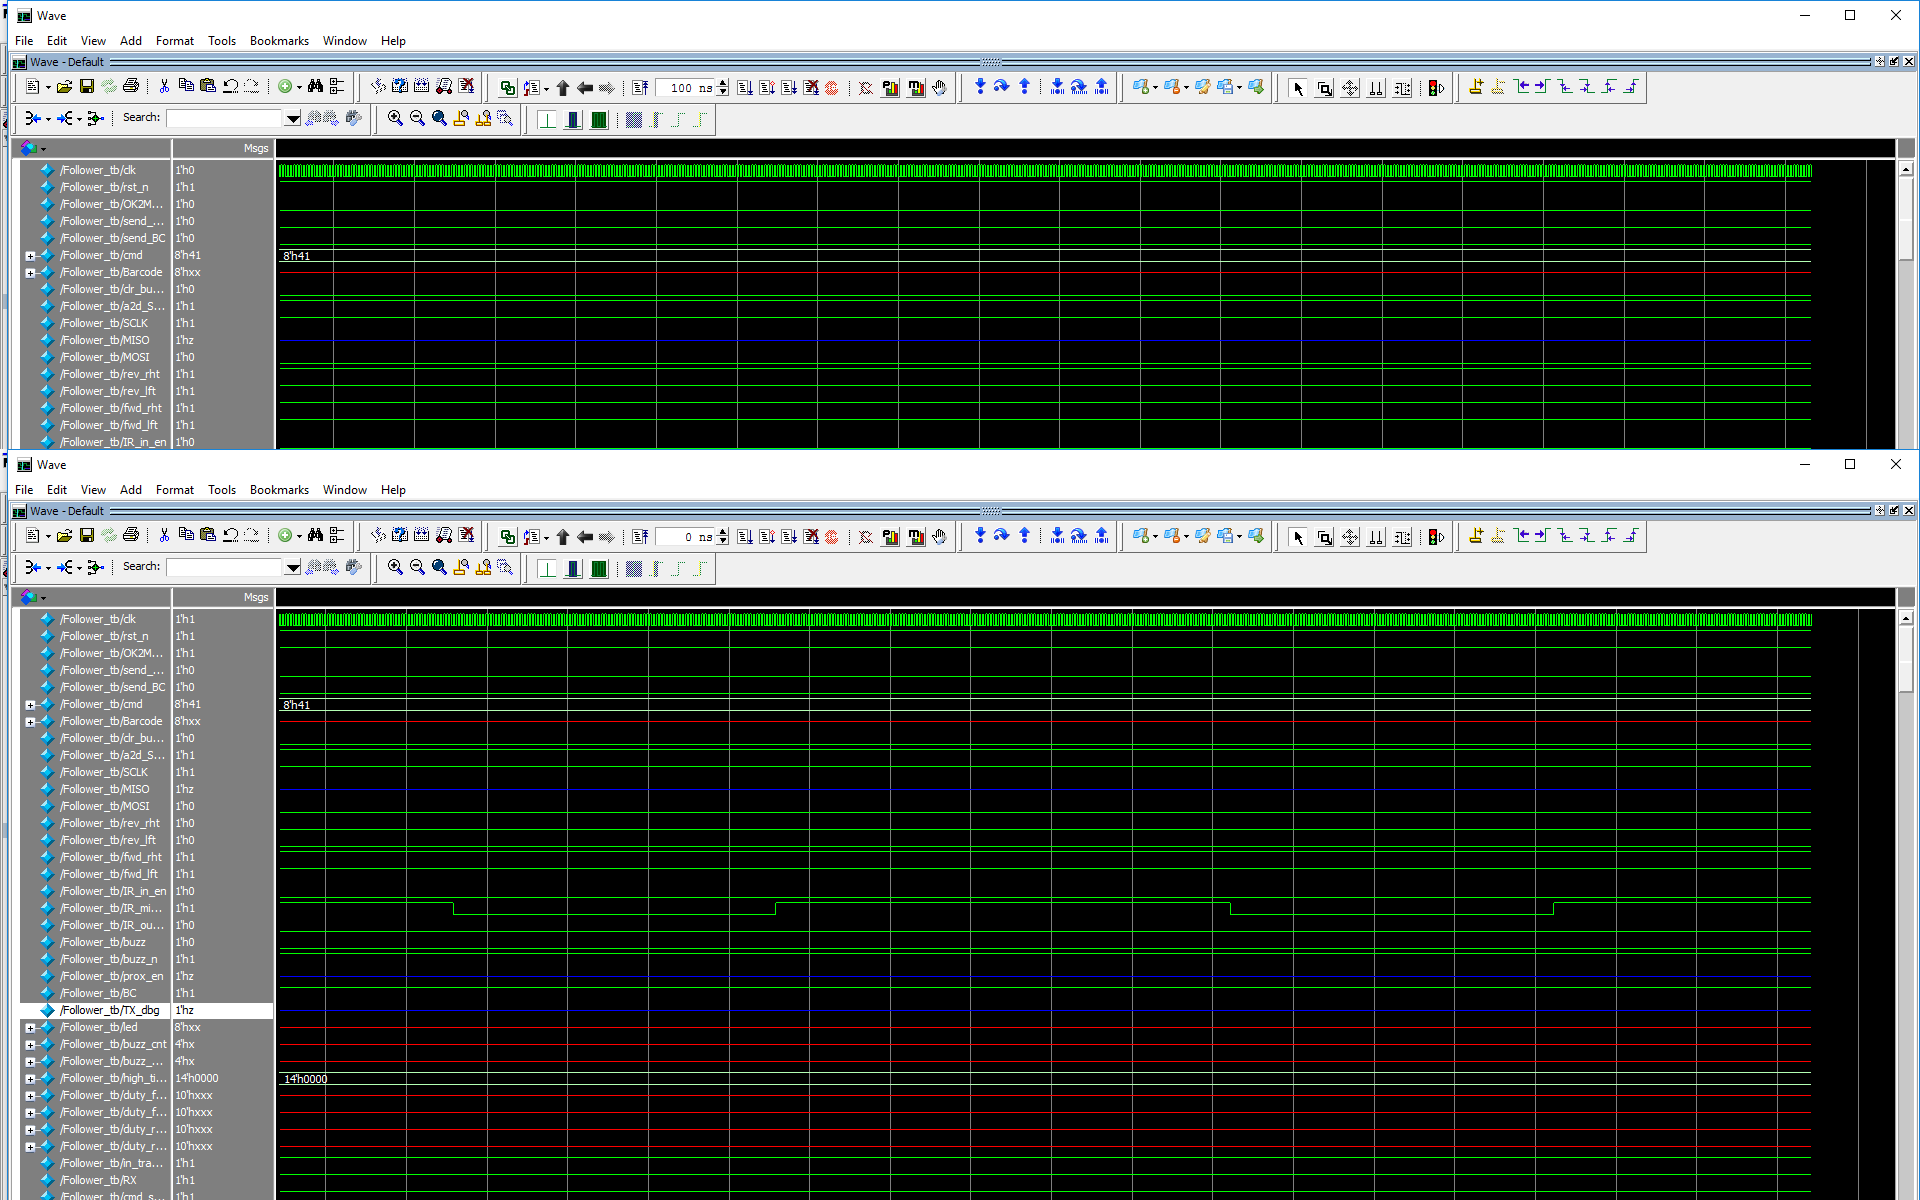 Wave
File Edit View Add Format Tools Bookmarks Window Help
Wave - Default
100 ns
Search:
Msgs
/Follower_tb/clk 1'h0
/Follower_tb/rst_n 1'h1
/Follower_tb/OK2M... 1'h0
/Follower_tb/send_... 1'h0
/Follower_tb/send_BC 1'h0
/Follower_tb/cmd 8'h41 8'h41
/Follower_tb/Barcode 8'hxx
/Follower_tb/clr_bu... 1'h0
/Follower_tb/a2d_S... 1'h1
/Follower_tb/SCLK 1'h1
/Follower_tb/MISO 1'hz
/Follower_tb/MOSI 1'h0
/Follower_tb/rev_rht 1'h1
/Follower_tb/rev_lft 1'h1
/Follower_tb/fwd_rht 1'h1
/Follower_tb/fwd_lft 1'h1
/Follower_tb/IR_in_en 1'h0
Wave
File Edit View Add Format Tools Bookmarks Window Help
Wave - Default
0 ns
Search:
Msgs
/Follower_tb/clk 1'h1
/Follower_tb/rst_n 1'h1
/Follower_tb/OK2M... 1'h1
/Follower_tb/send_... 1'h0
/Follower_tb/send_BC 1'h0
/Follower_tb/cmd 8'h41 8'h41
/Follower_tb/Barcode 8'hxx
/Follower_tb/clr_bu... 1'h0
/Follower_tb/a2d_S... 1'h1
/Follower_tb/SCLK 1'h1
/Follower_tb/MISO 1'hz
/Follower_tb/MOSI 1'h0
/Follower_tb/rev_rht 1'h0
/Follower_tb/rev_lft 1'h0
/Follower_tb/fwd_rht 1'h1
/Follower_tb/fwd_lft 1'h1
/Follower_tb/IR_in_en 1'h0
/Follower_tb/IR_mi... 1'h1
/Follower_tb/IR_ou... 1'h0
/Follower_tb/buzz 1'h0
/Follower_tb/buzz_n 1'h1
/Follower_tb/prox_en 1'hz
/Follower_tb/BC 1'h1
/Follower_tb/TX_dbg 1'hz
/Follower_tb/led 8'hxx
/Follower_tb/buzz_cnt 4'hx
/Follower_tb/buzz_... 4'hx
/Follower_tb/high_ti... 14'h0000 14'h0000
/Follower_tb/duty_f... 10'hxxx
/Follower_tb/duty_f... 10'hxxx
/Follower_tb/duty_r... 10'hxxx
/Follower_tb/duty_r... 10'hxxx
/Follower_tb/in_tra... 1'h1
/Follower_tb/RX 1'h1
/Follower_tb/cmd_s... 1'h1